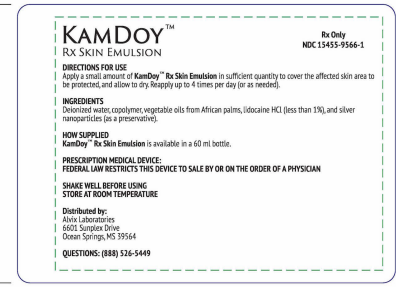 KAMDOY™
RX SKIN EMULSION
Rx Only
NDC 15455-9566-1
DIRECTIONS FOR USE
Apply a small amount of KamDoy™ Rx Skin Emulsion in sufficient quantity to cover the affected skin area to
be protected, and allow to dry. Reapply up to 4 times per day (or as needed).
INGREDIENTS
Deionized water, copolymer, vegetable oils from African palms, lidocaine HCl (less than 1%), and silver
nanoparticles (as a preservative).
HOW SUPPLIED
KamDoy™ Rx Skin Emulsion is available in a 60 ml bottle.
PRESCRIPTION MEDICAL DEVICE:
FEDERAL LAW RESTRICTS THIS DEVICE TO SALE BY OR ON THE ORDER OF A PHYSICIAN
SHAKE WELL BEFORE USING
STORE AT ROOM TEMPERATURE
Distributed by:
Alvix Laboratories
6601 Sunplex Drive
Ocean Springs, MS 39564
QUESTIONS: (888) 526-5449